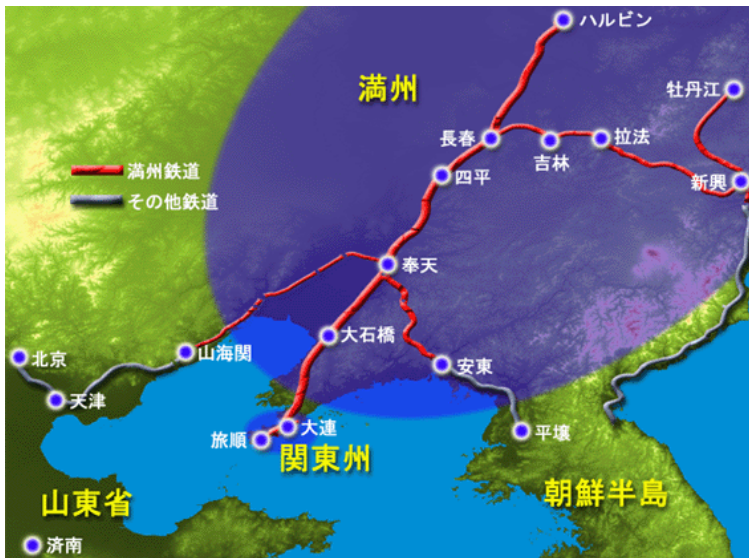 ハルビン
満州
牡丹江
長春
吉林
拉法
満州鉄道
四平
新興
その他鉄道
奉天
大石橋
山海関
北京
安東
天津
大連
旅順
平壌
関東州
朝鮮半島
山東省
済南